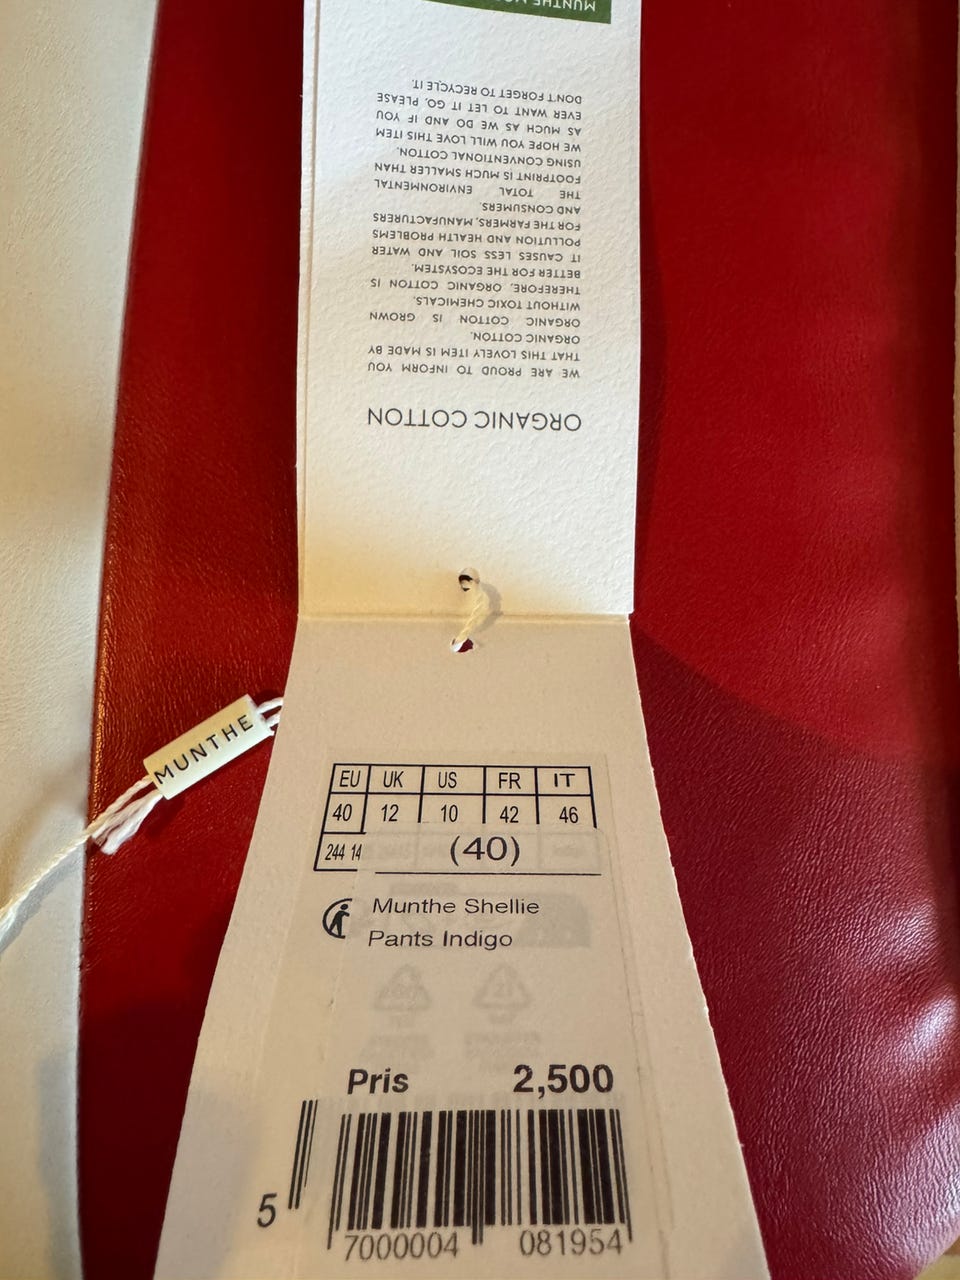 ORGANIC COTTON
WE ARE PROUD TO INFORM YOU
THAT THIS LOVELY ITEM IS MADE BY
ORGANIC COTTON.
ORGANIC COTTON IS GROWN
WITHOUT TOXIC CHEMICALS.
THEREFORE, ORGANIC COTTON IS
BETTER FOR THE ECOSYSTEM.
IT CAUSES LESS SOIL AND WATER
POLLUTION AND HEALTH PROBLEMS
FOR THE FARMERS, MANUFACTURERS
AND CONSUMERS.
THE TOTAL ENVIRONMENTAL
FOOTPRINT IS MUCH SMALLER THAN
USING CONVENTIONAL COTTON.
WE HOPE YOU WILL LOVE THIS ITEM
AS MUCH AS WE DO AND IF YOU
EVER WANT TO LET IT GO, PLEASE
DON'T FORGET TO RECYCLE IT.
MUNTHE
MUNTHE
EU UK US FR IT
40 12 10 42 46
244 14 (40)
Munthe Shellie
Pants Indigo
Pris 2,500
5 7000004 081954